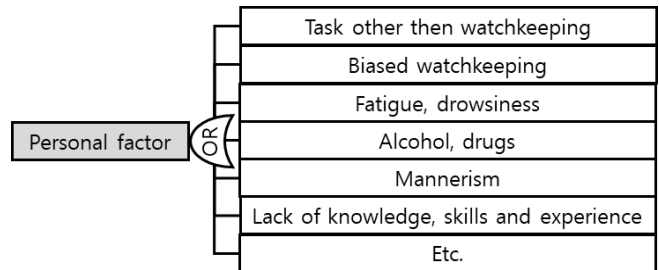 Task other then watchkeeping
Biased watchkeeping
Fatigue, drowsiness
Personal factor
OR
Alcohol, drugs
Mannerism
Lack of knowledge, skills and experience
Etc.